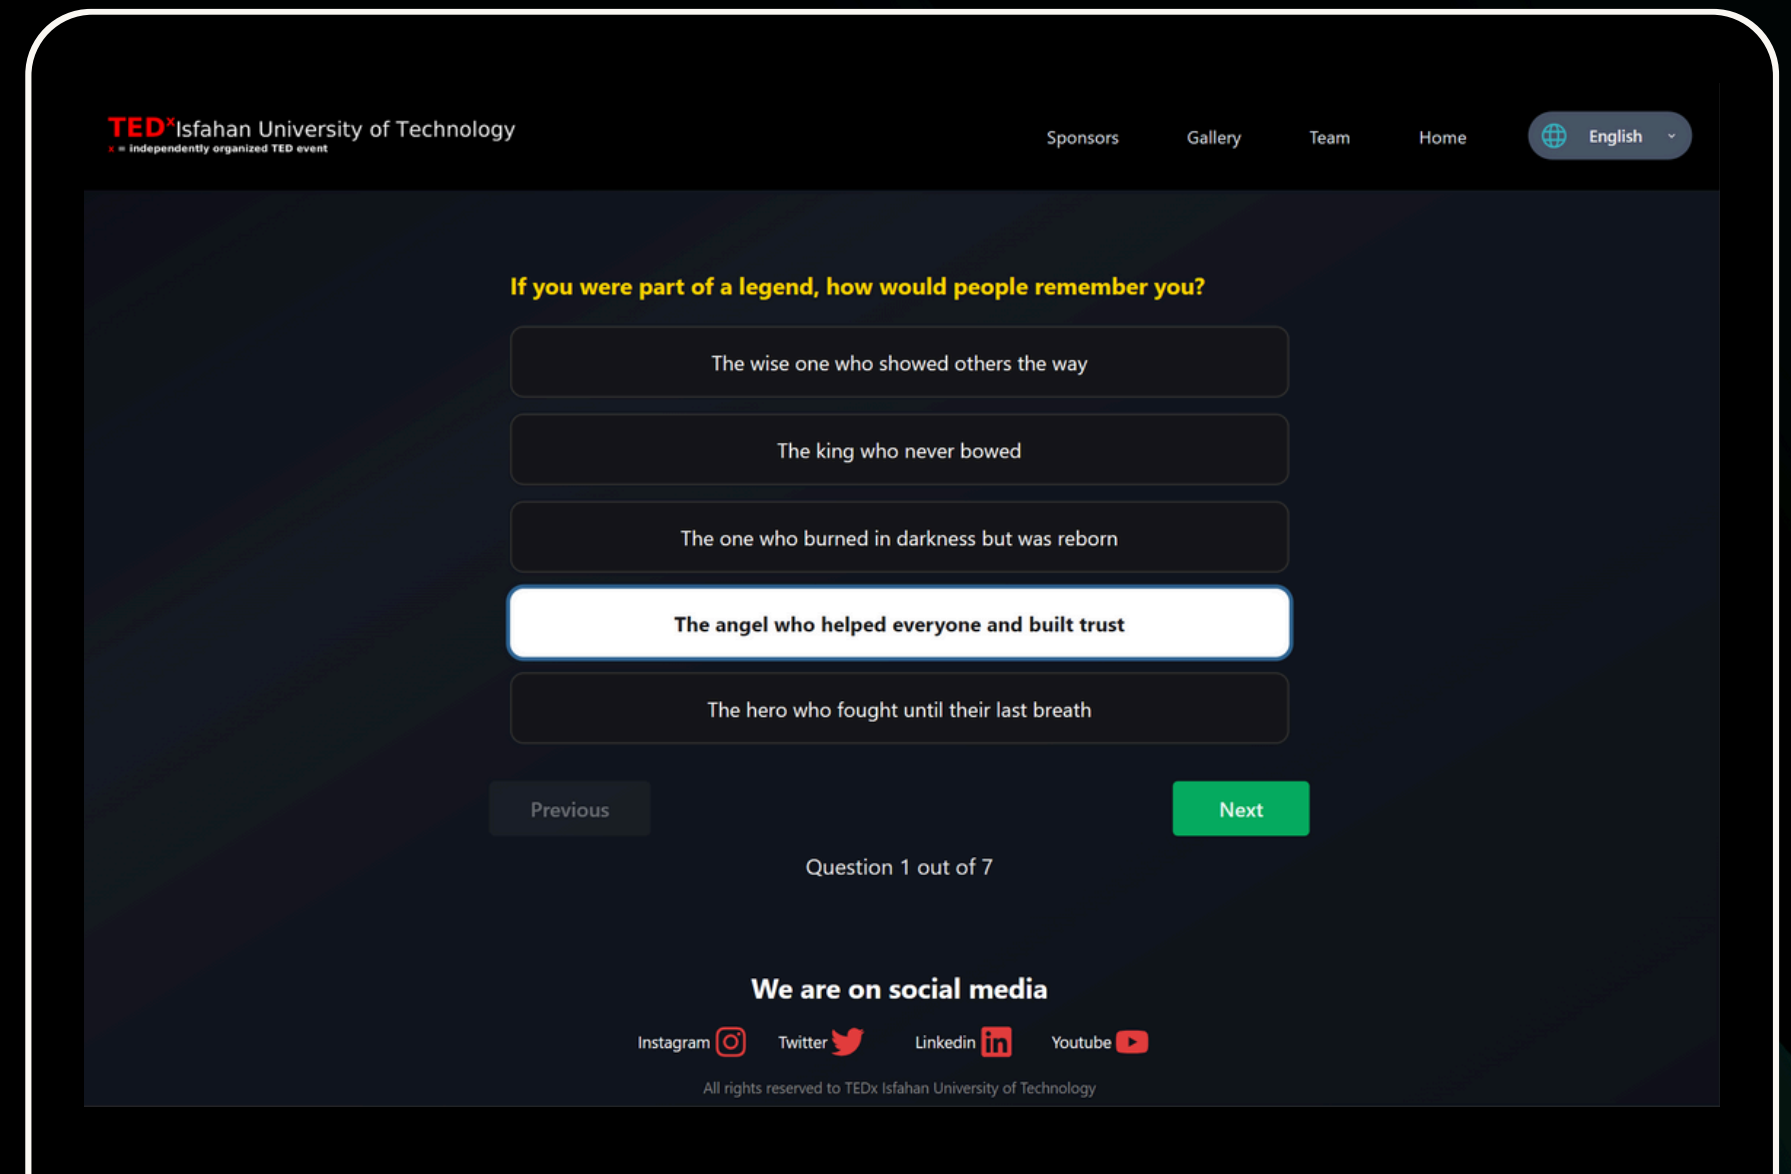 TEDx Isfahan University of Technology
x = independently organized TED event
Sponsors Gallery Team Home English
If you were part of a legend, how would people remember you?
The wise one who showed others the way
The king who never bowed
The one who burned in darkness but was reborn
The angel who helped everyone and built trust
The hero who fought until their last breath
Previous Next
Question 1 out of 7
We are on social media
Instagram Twitter Linkedin in Youtube
All rights reserved to TEDx Isfahan University of Technology